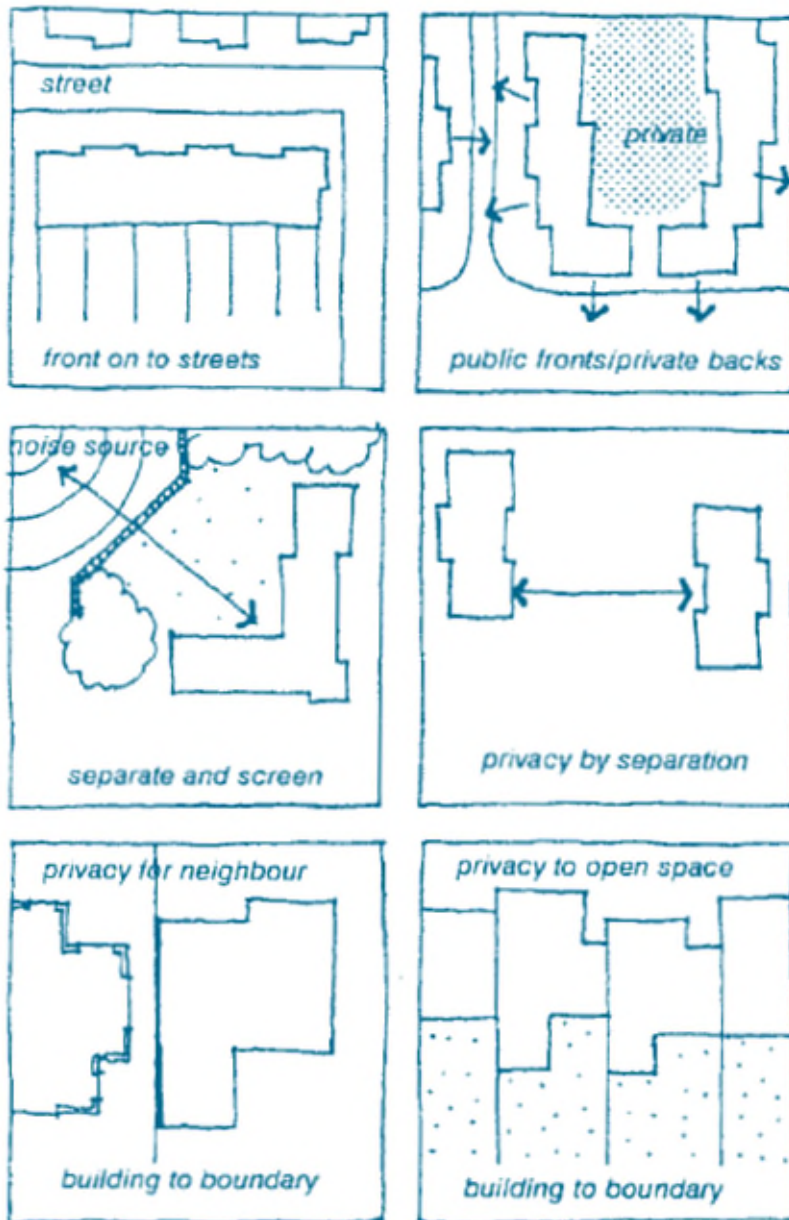 street
front on to streets
private
public fronts/private backs
noise source
separate and screen
privacy by separation
privacy for neighbour
building to boundary
privacy to open space
building to boundary